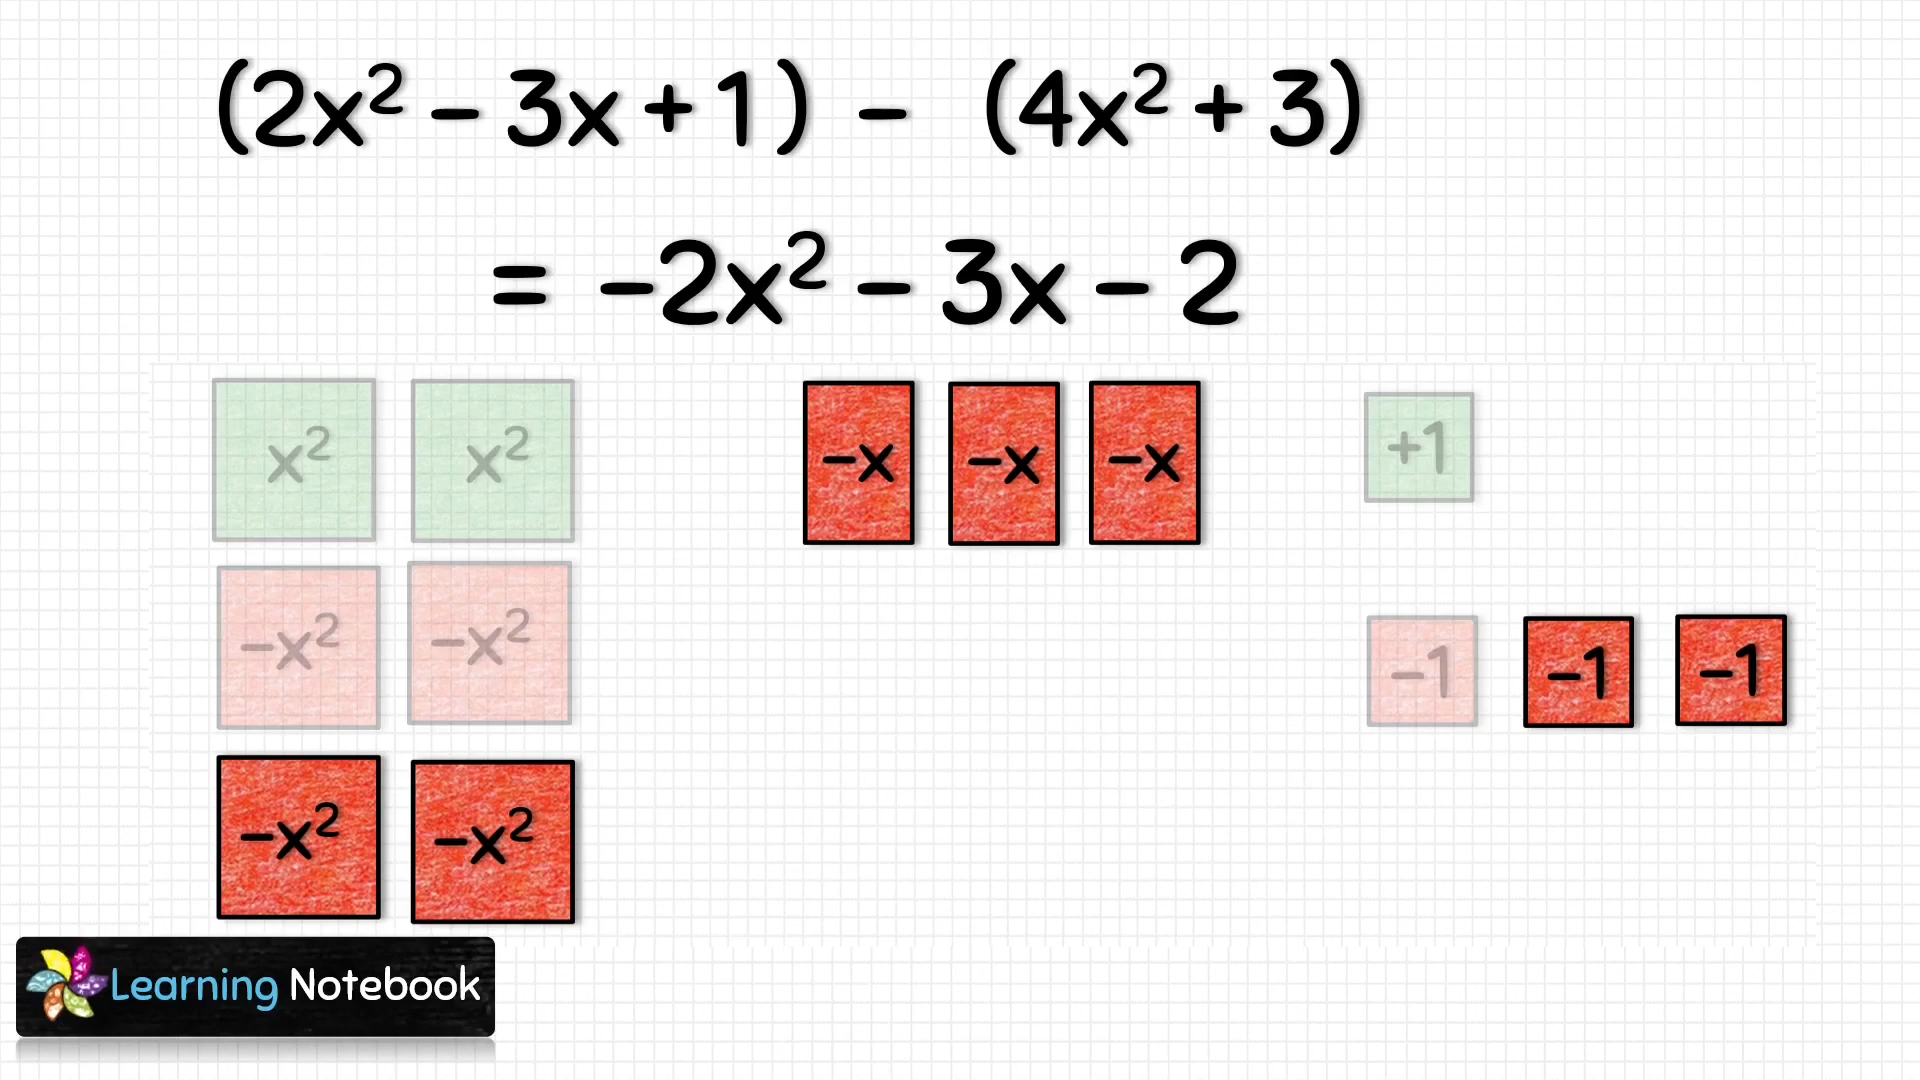 (2x² – 3x + 1) – (4x² + 3)
= –2x² – 3x – 2
x² x² –x –x –x +1
–x² –x² –1 –1 –1
–x² –x²
Learning Notebook